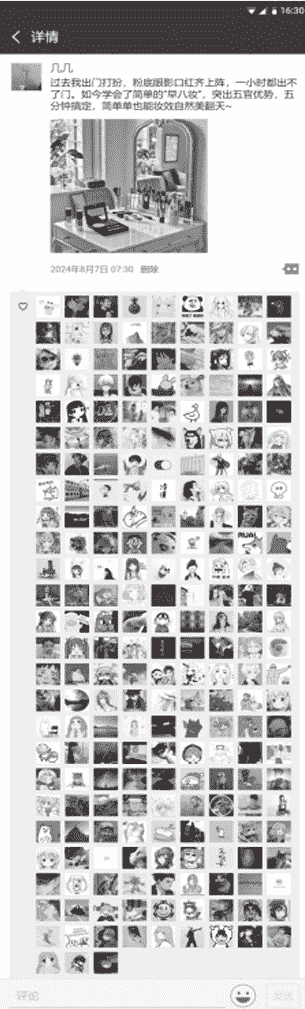 16:30
详情
几几
过去我出门打扮，粉底眼影口红齐上阵，一小时都出不
了门。如今学会了简单的“早八妆”，突出五官优势，五
分钟搞定，简单单也能妆效自然美翻天~
2024年8月7日 07:30 删除
评论
发送